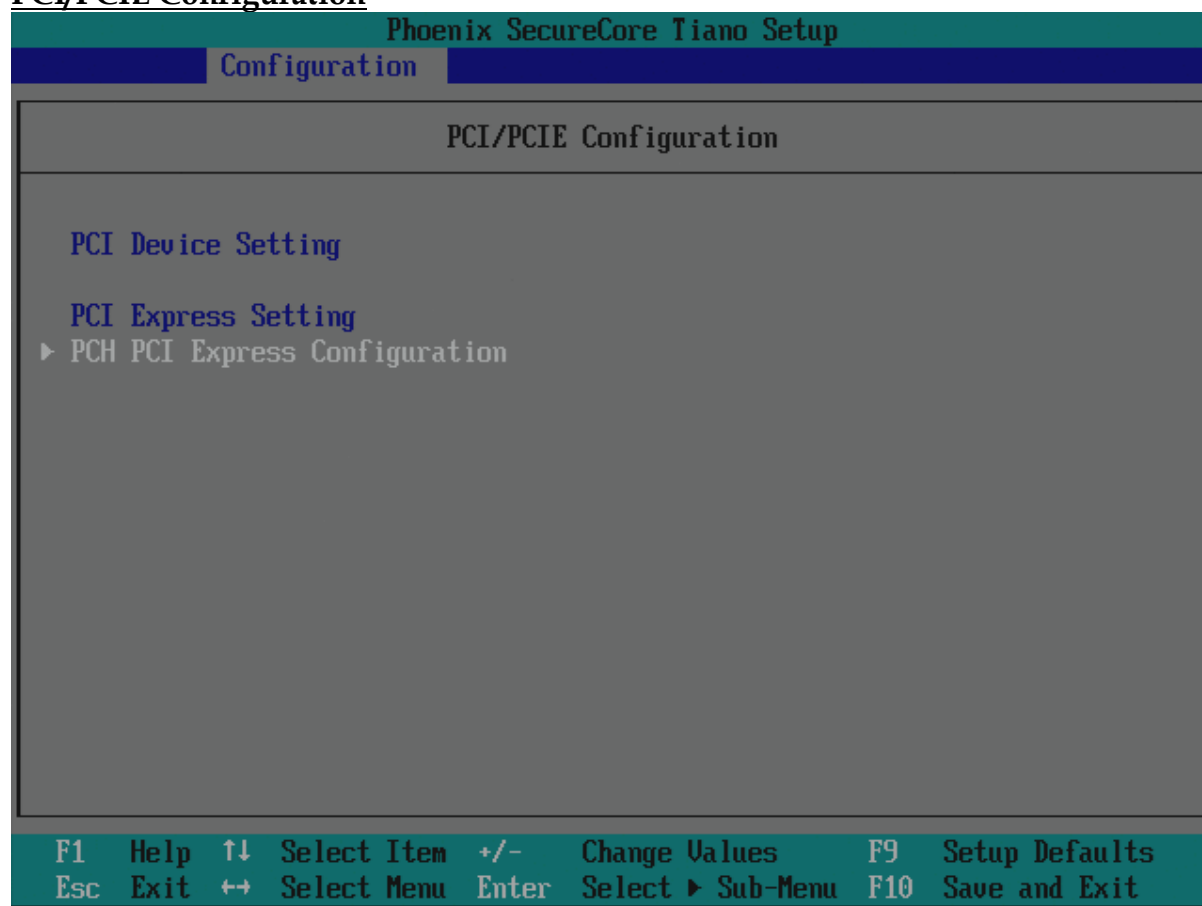 PCI/PCIE Configuration
Phoenix SecureCore Tiano Setup
Configuration
PCI/PCIE Configuration
PCI Device Setting
PCI Express Setting
▶ PCH PCI Express Configuration
F1 Help ↑↓ Select Item +/- Change Values F9 Setup Defaults
Esc Exit ↔ Select Menu Enter Select ▶ Sub-Menu F10 Save and Exit